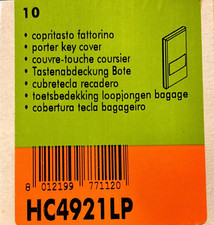 10
• copritasto fattorino
• porter key cover
• couvre-touche coursier
• Tastenabdeckung Bote
• cubretecla recadero
• toetsbedekking loopjongen bagage
• cobertura tecla bagageiro
8 012199 771120
HC4921LP